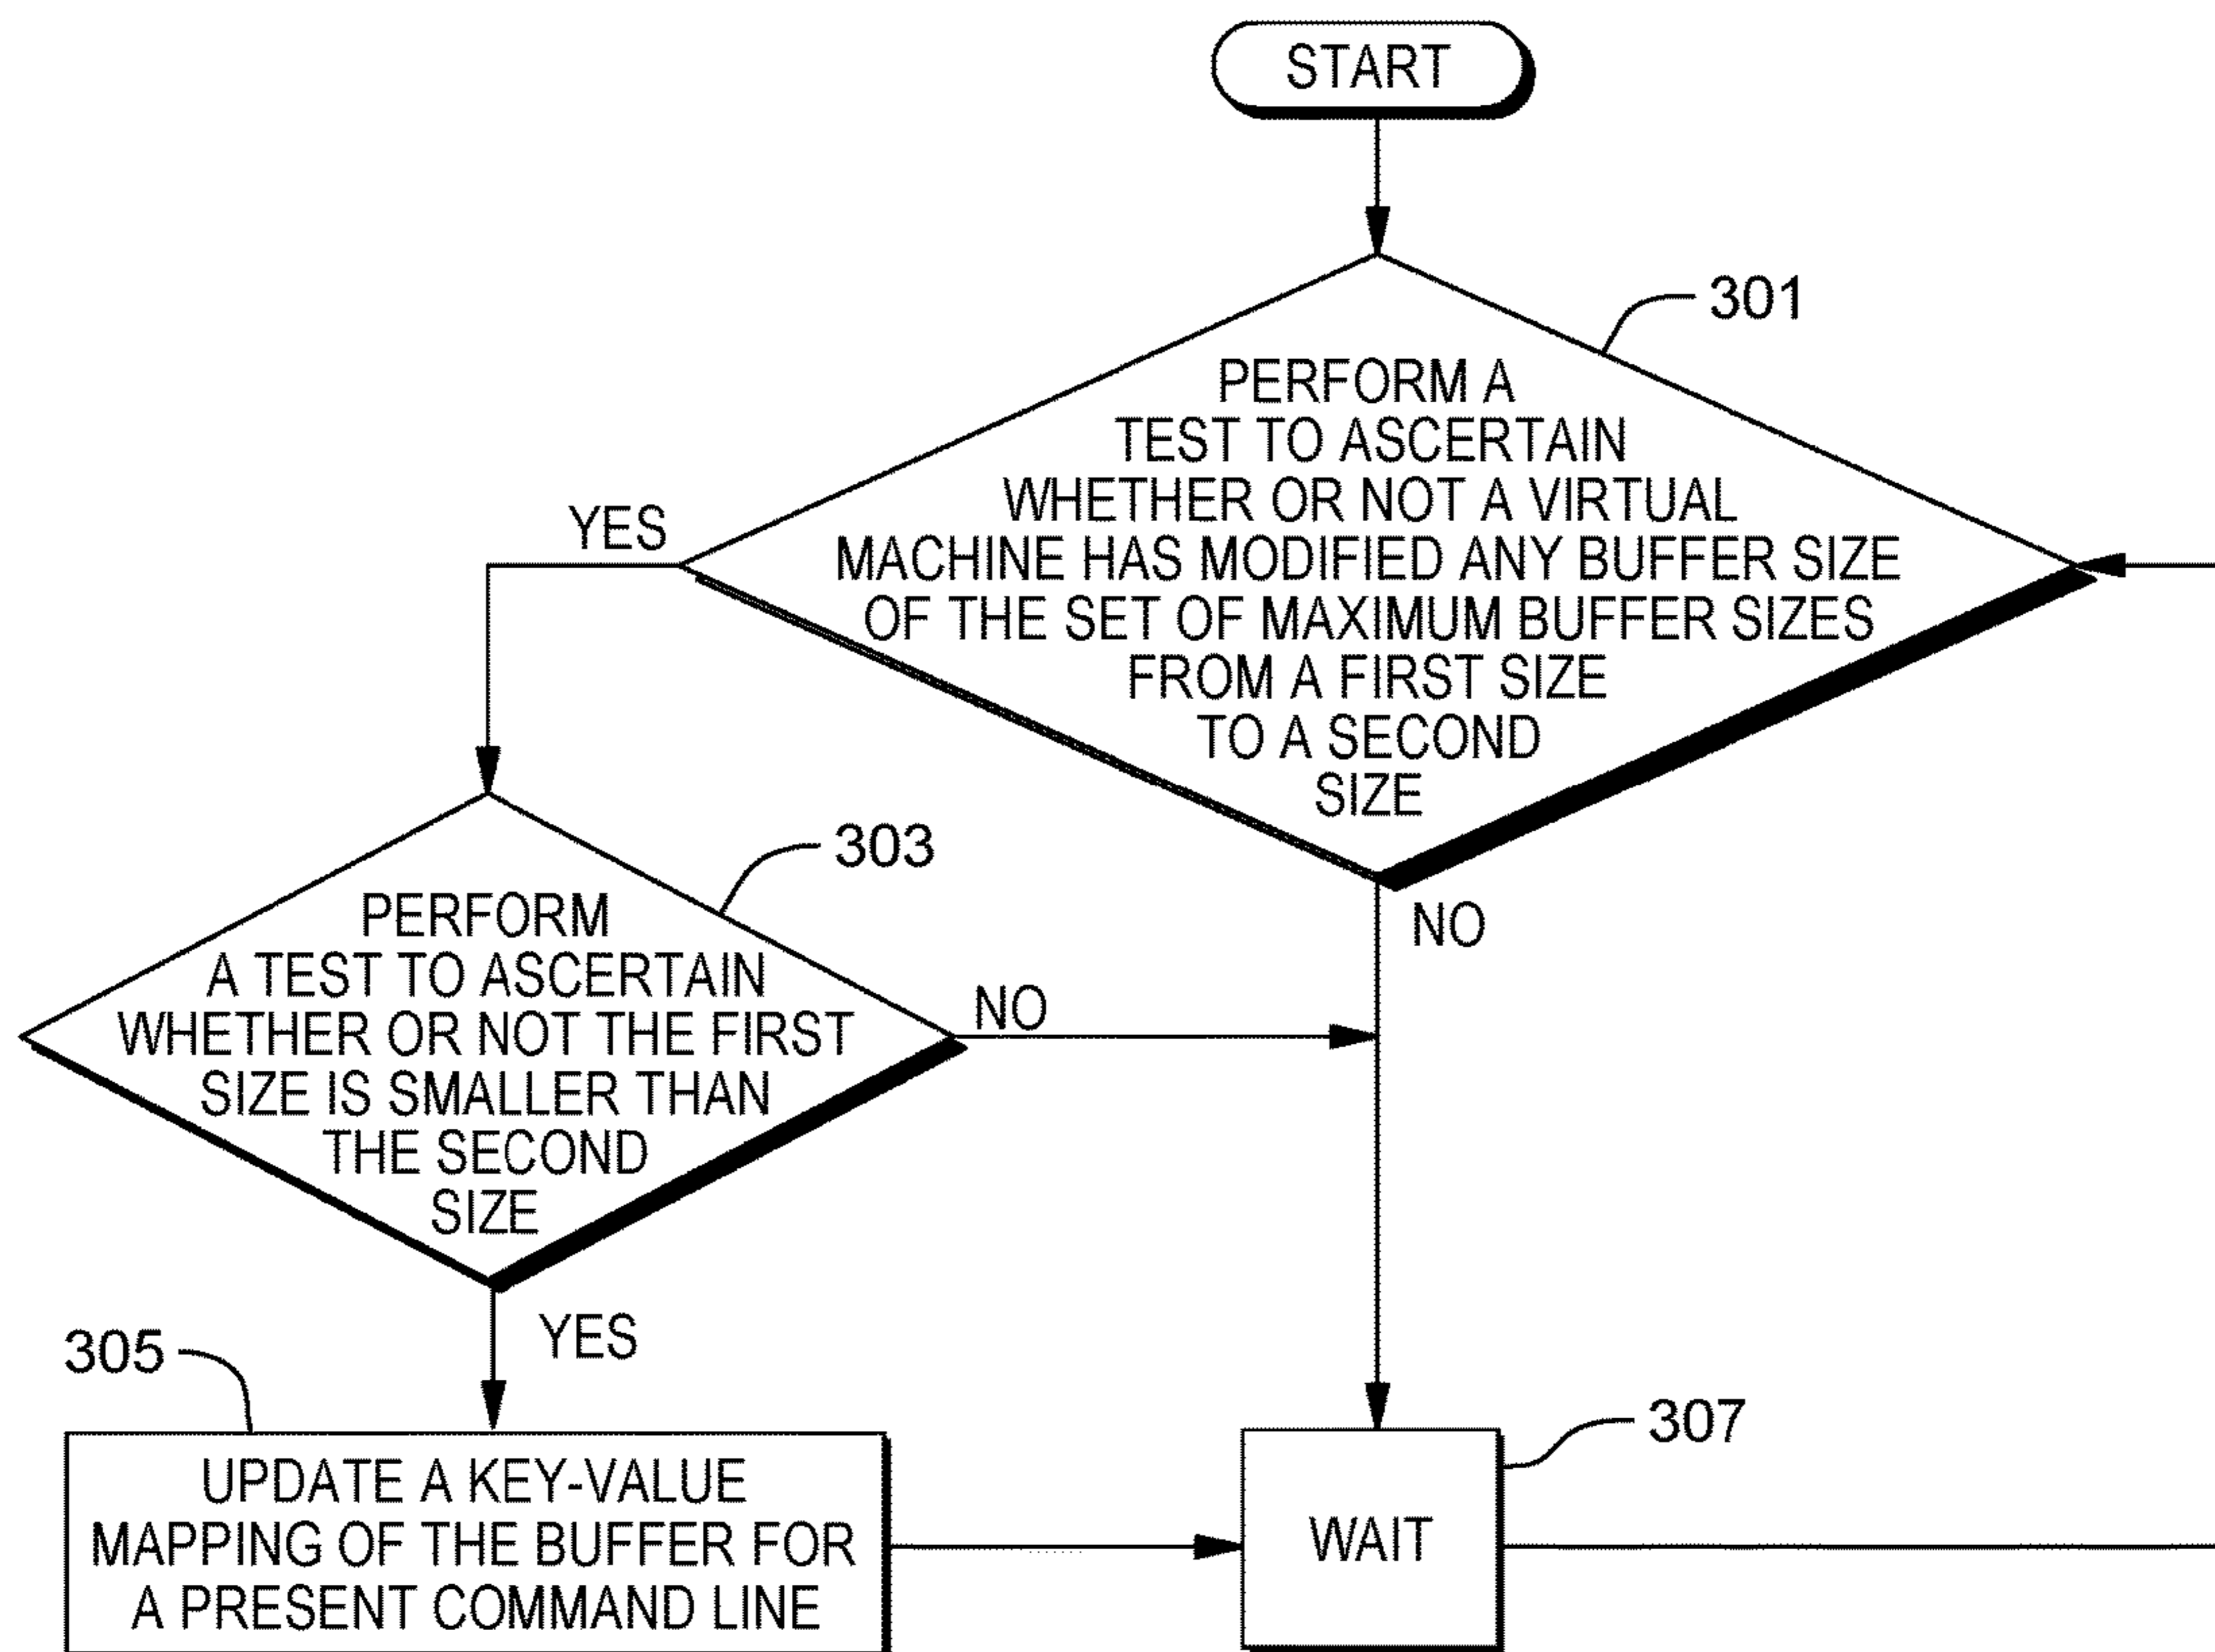 START
301
PERFORM A
TEST TO ASCERTAIN
WHETHER OR NOT A VIRTUAL
MACHINE HAS MODIFIED ANY BUFFER SIZE
OF THE SET OF MAXIMUM BUFFER SIZES
FROM A FIRST SIZE
TO A SECOND
SIZE
YES
NO
303
PERFORM
A TEST TO ASCERTAIN
WHETHER OR NOT THE FIRST
SIZE IS SMALLER THAN
THE SECOND
SIZE
NO
YES
305
UPDATE A KEY-VALUE
MAPPING OF THE BUFFER FOR
A PRESENT COMMAND LINE
307
WAIT